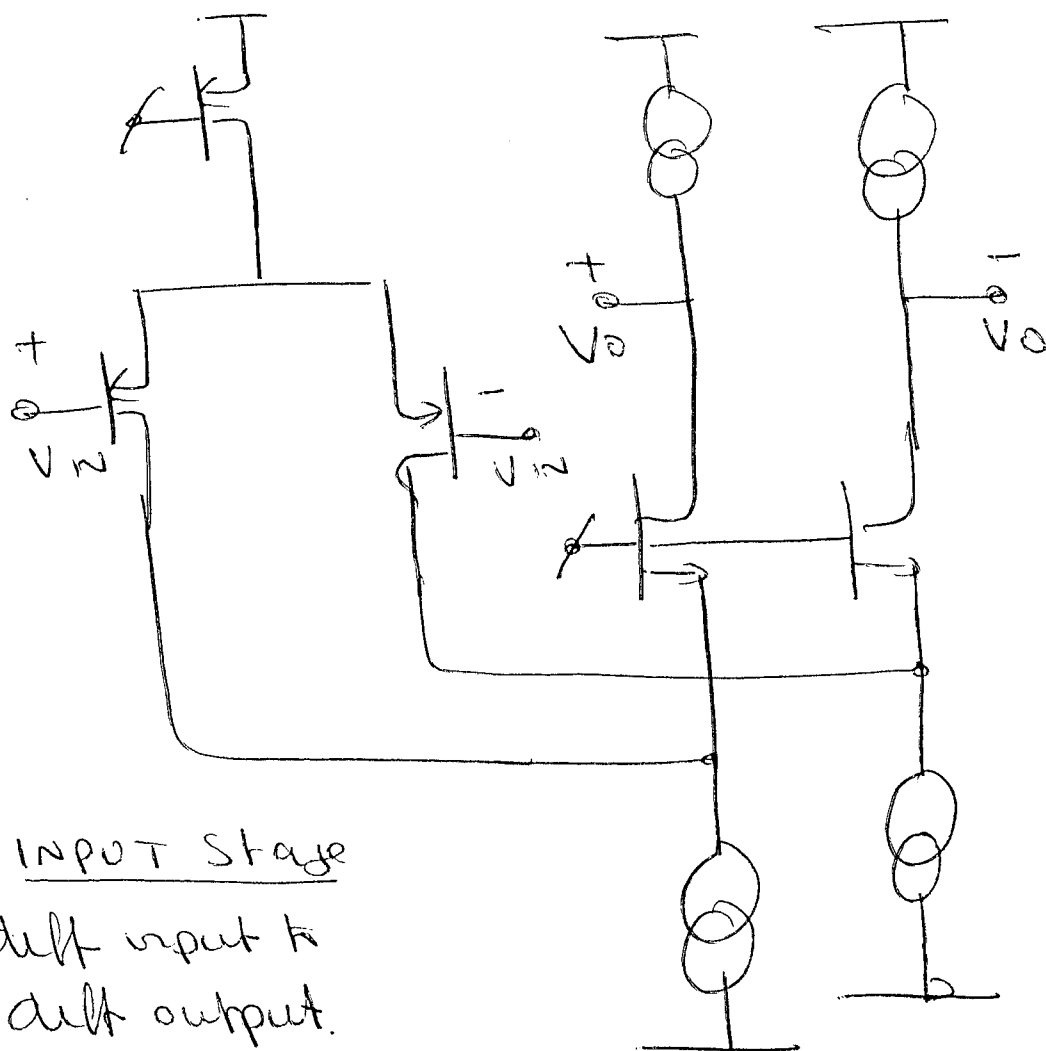 +
VIN
-
VIN
+
VO
-
VO
INPUT Stage
diff input to
diff output.